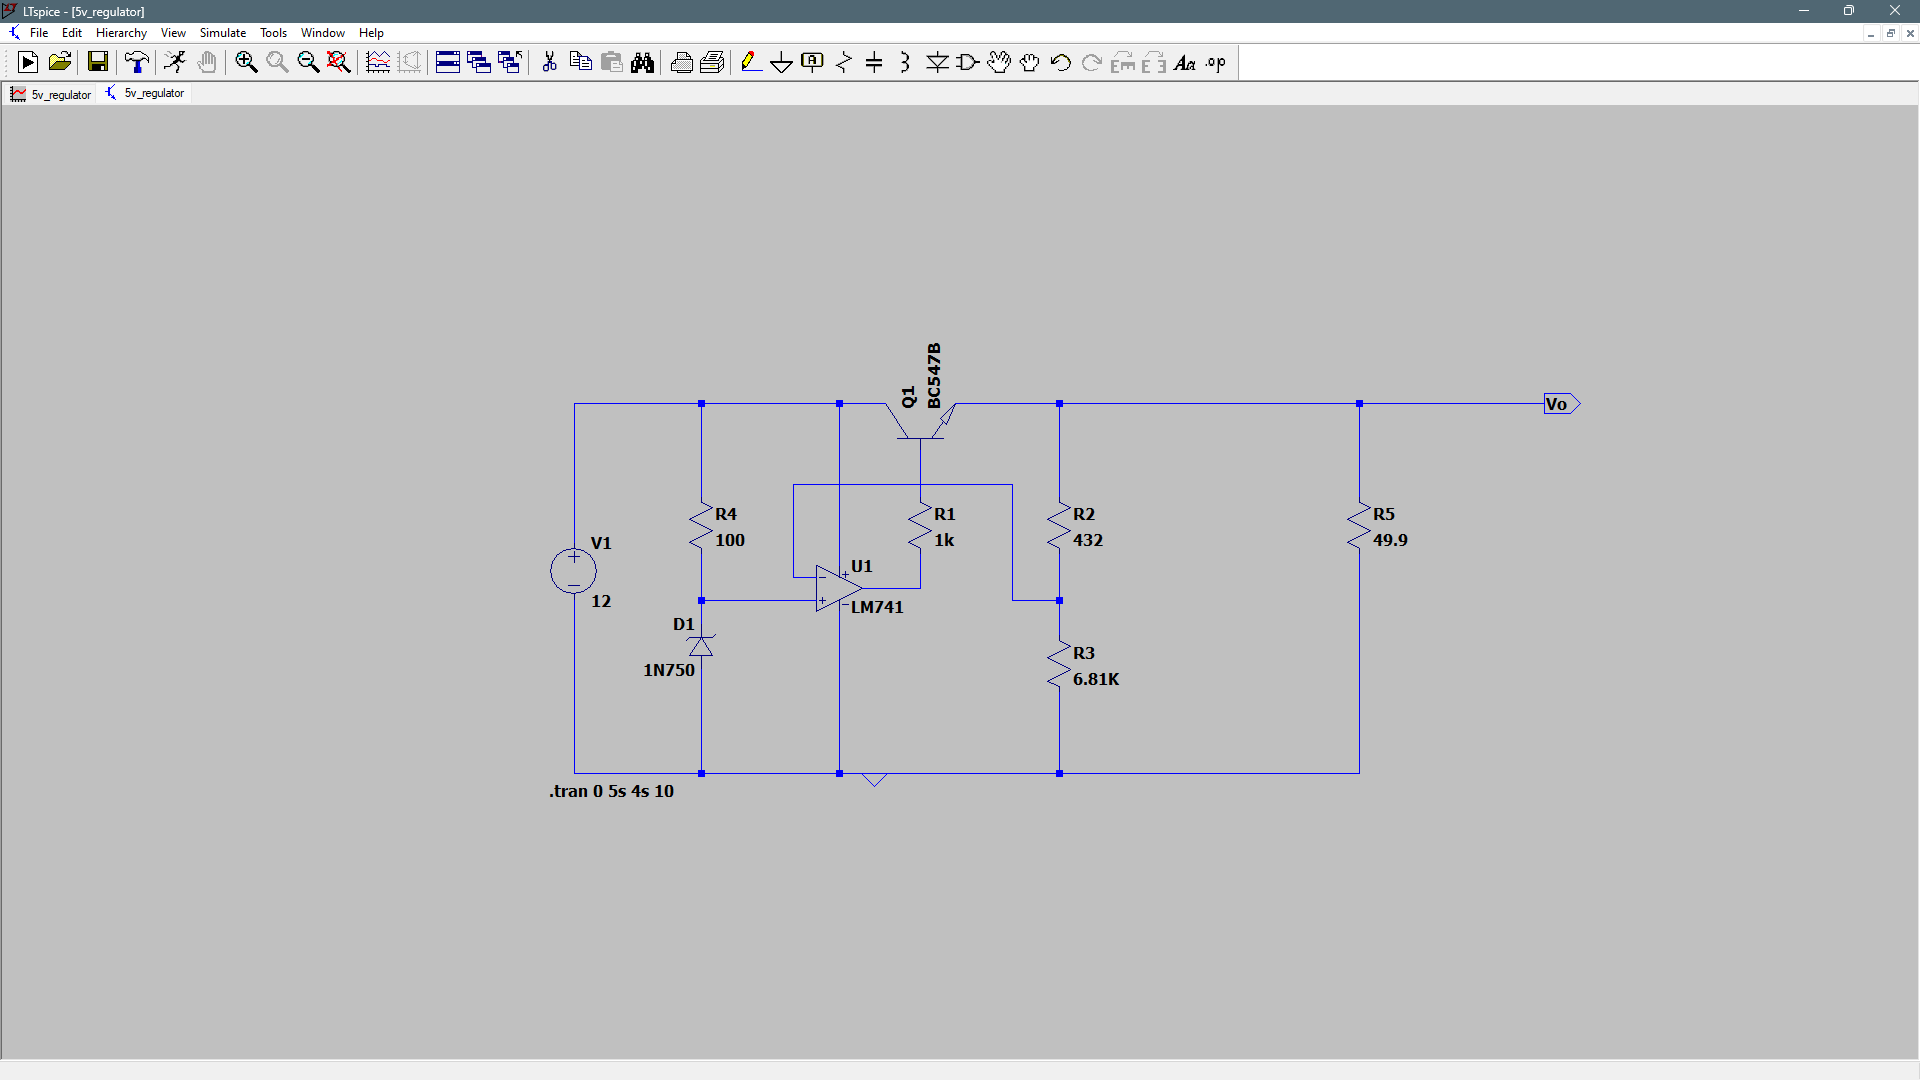 LTspice - [5v_regulator]
File Edit Hierarchy View Simulate Tools Window Help
Aa .op
5v_regulator 5v_regulator
Q1
BC547B
Vo
R4
100
R1
1k
R2
432
R5
49.9
V1
12
U1
LM741
D1
1N750
R3
6.81K
.tran 0 5s 4s 10